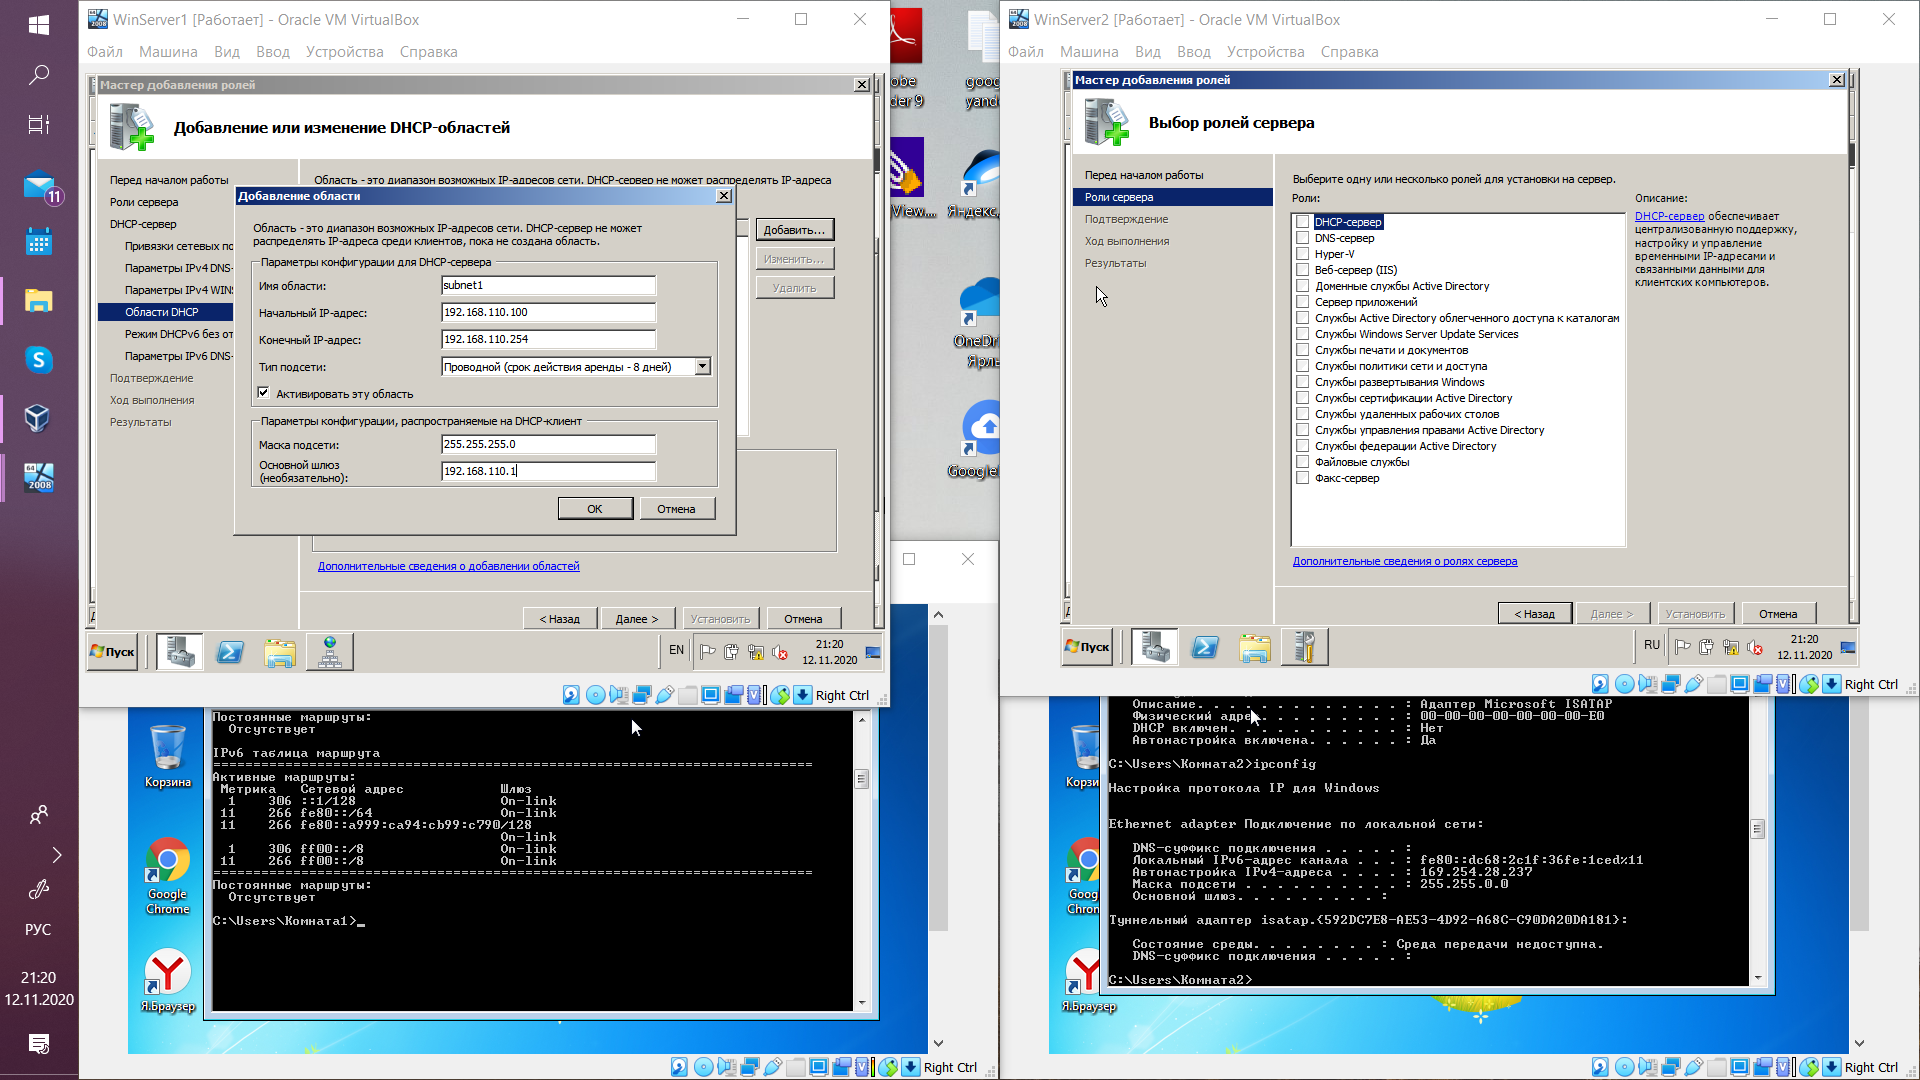 WinServer1 [Работает] - Oracle VM VirtualBox
Файл Машина Вид Ввод Устройства Справка
Мастер добавления ролей
Добавление или изменение DHCP-областей
Перед началом работы
Роли сервера
DHCP-сервер
Привязки сетевых по
Параметры IPv4 DNS-
Параметры IPv4 WIN
Области DHCP
Режим DHCPv6 без от
Параметры IPv6 DNS-
Подтверждение
Ход выполнения
Результаты
Область - это диапазон возможных IP-адресов сети. DHCP-сервер не может распределять IP-адреса
Добавить...
Изменить...
Удалить
Добавление области
Область - это диапазон возможных IP-адресов сети. DHCP-сервер не может
распределять IP-адреса среди клиентов, пока не создана область.
Параметры конфигурации для DHCP-сервера
Имя области: subnet1
Начальный IP-адрес: 192.168.110.100
Конечный IP-адрес: 192.168.110.254
Тип подсети: Проводной (срок действия аренды - 8 дней)
Активировать эту область
Параметры конфигурации, распространяемые на DHCP-клиент
Маска подсети: 255.255.255.0
Основной шлюз
(необязательно): 192.168.110.1
ОК Отмена
Дополнительные сведения о добавлении областей
< Назад Далее > Установить Отмена
Пуск EN 21:20
12.11.2020
Right Ctrl
WinServer2 [Работает] - Oracle VM VirtualBox
Файл Машина Вид Ввод Устройства Справка
Мастер добавления ролей
Выбор ролей сервера
Перед началом работы
Роли сервера
Подтверждение
Ход выполнения
Результаты
Выберите одну или несколько ролей для установки на сервер.
Роли:
DHCP-сервер
DNS-сервер
Hyper-V
Веб-сервер (IIS)
Доменные службы Active Directory
Сервер приложений
Службы Active Directory облегченного доступа к каталогам
Службы Windows Server Update Services
Службы печати и документов
Службы политики сети и доступа
Службы развертывания Windows
Службы сертификации Active Directory
Службы удаленных рабочих столов
Службы управления правами Active Directory
Службы федерации Active Directory
Файловые службы
Факс-сервер
Описание:
DHCP-сервер обеспечивает
централизованную поддержку,
настройку и управление
временными IP-адресами и
связанными данными для
клиентских компьютеров.
Дополнительные сведения о ролях сервера
< Назад Далее > Установить Отмена
Пуск RU 21:20
12.11.2020
Right Ctrl
obe
der 9
goog
yand
View....
Яндекс,
OneDri
Ярль
Google
Постоянные маршруты:
Отсутствует
IPv6 таблица маршрута
===========================================================================
Активные маршруты:
Метрика Сетевой адрес Шлюз
1 306 ::1/128 On-link
11 266 fe80::/64 On-link
11 266 fe80::a999:ca94:cb99:c790/128
On-link
1 306 ff00::/8 On-link
11 266 ff00::/8 On-link
===========================================================================
Постоянные маршруты:
Отсутствует
C:\Users\Комната1>_
Корзина
Google
Chrome
Я.Браузер
Right Ctrl
Описание. . . . . . . . . . . . . : Адаптер Microsoft ISATAP
Физический адре. . . . . . . . . : 00-00-00-00-00-00-00-E0
DHCP включен. . . . . . . . . . . : Нет
Автонастройка включена. . . . . . : Да
C:\Users\Комната2>ipconfig
Настройка протокола IP для Windows
Ethernet adapter Подключение по локальной сети:
DNS-суффикс подключения . . . . . :
Локальный IPv6-адрес канала . . . : fe80::dc68:2c1f:36fe:1ced%11
Автонастройка IPv4-адреса . . . . : 169.254.28.237
Маска подсети . . . . . . . . . . : 255.255.0.0
Основной шлюз. . . . . . . . . :
Туннельный адаптер isatap.{592DC7E8-AE53-4D92-A68C-C90DA20DA181}:
Состояние среды. . . . . . . . : Среда передачи недоступна.
DNS-суффикс подключения . . . . . :
C:\Users\Комната2>
Корзи
Goog
Chron
Я.Браузер
Right Ctrl
11
64
2008
РУС
21:20
12.11.2020